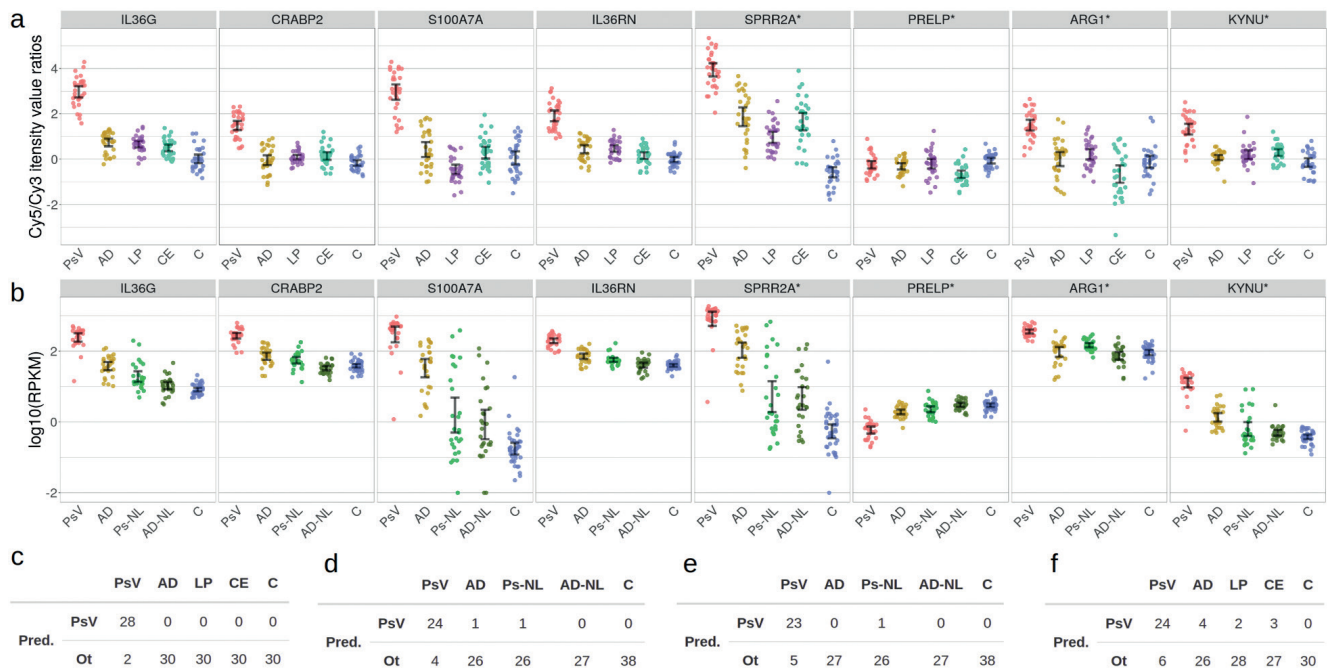 a
IL36G CRABP2 S100A7A IL36RN SPRR2A* PRELP* ARG1* KYNU*
Cy5/Cy3 itensity value ratios
4
2
0
-2
PsV AD LP CE C PsV AD LP CE C PsV AD LP CE C PsV AD LP CE C PsV AD LP CE C PsV AD LP CE C PsV AD LP CE C PsV AD LP CE C
b
IL36G CRABP2 S100A7A IL36RN SPRR2A* PRELP* ARG1* KYNU*
log10(RPKM)
2
0
-2
PsV AD Ps-NL AD-NL C PsV AD Ps-NL AD-NL C PsV AD Ps-NL AD-NL C PsV AD Ps-NL AD-NL C PsV AD Ps-NL AD-NL C PsV AD Ps-NL AD-NL C PsV AD Ps-NL AD-NL C PsV AD Ps-NL AD-NL C
c
PsV AD LP CE C
PsV 28 0 0 0 0
Pred.
Ot 2 30 30 30 30
d
PsV AD Ps-NL AD-NL C
PsV 24 1 1 0 0
Pred.
Ot 4 26 26 27 38
e
PsV AD Ps-NL AD-NL C
PsV 23 0 1 0 0
Pred.
Ot 5 27 26 27 38
f
PsV AD LP CE C
PsV 24 4 2 3 0
Pred.
Ot 6 26 28 27 30